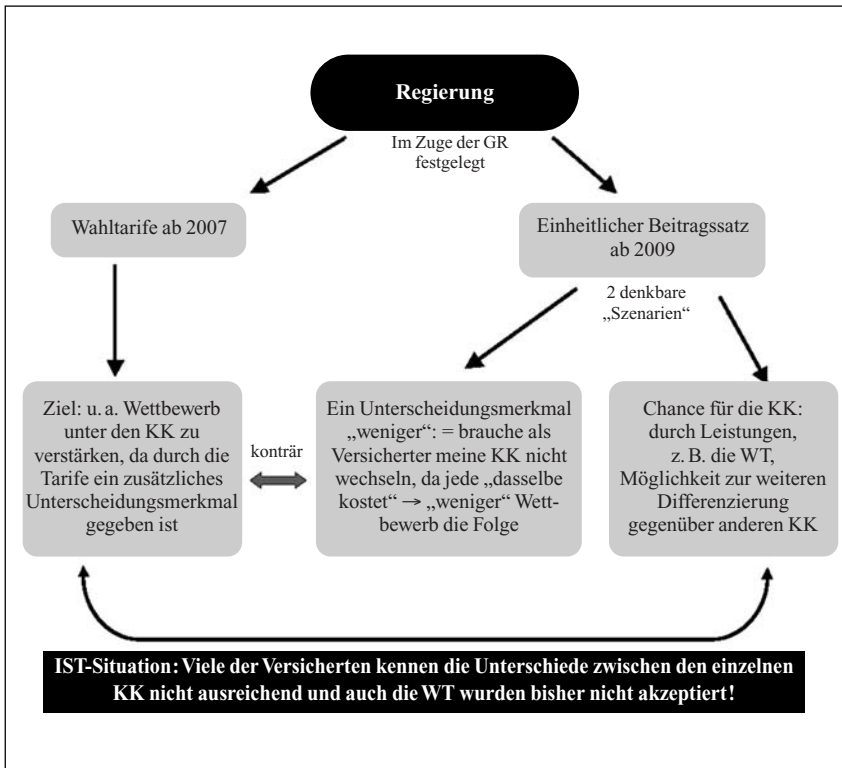 Regierung
Im Zuge der GR
festgelegt
Wahltarife ab 2007
Einheitlicher Beitragssatz
ab 2009
2 denkbare
„Szenarien“
Ziel: u. a. Wettbewerb
unter den KK zu
verstärken, da durch die
Tarife ein zusätzliches
Unterscheidungsmerkmal
gegeben ist
konträr
Ein Unterscheidungsmerkmal
„weniger“: = brauche als
Versicherter meine KK nicht
wechseln, da jede „dasselbe
kostet“ → „weniger“ Wett-
bewerb die Folge
Chance für die KK:
durch Leistungen,
z. B. die WT,
Möglichkeit zur weiteren
Differenzierung
gegenüber anderen KK
IST-Situation: Viele der Versicherten kennen die Unterschiede zwischen den einzelnen
KK nicht ausreichend und auch die WT wurden bisher nicht akzeptiert!